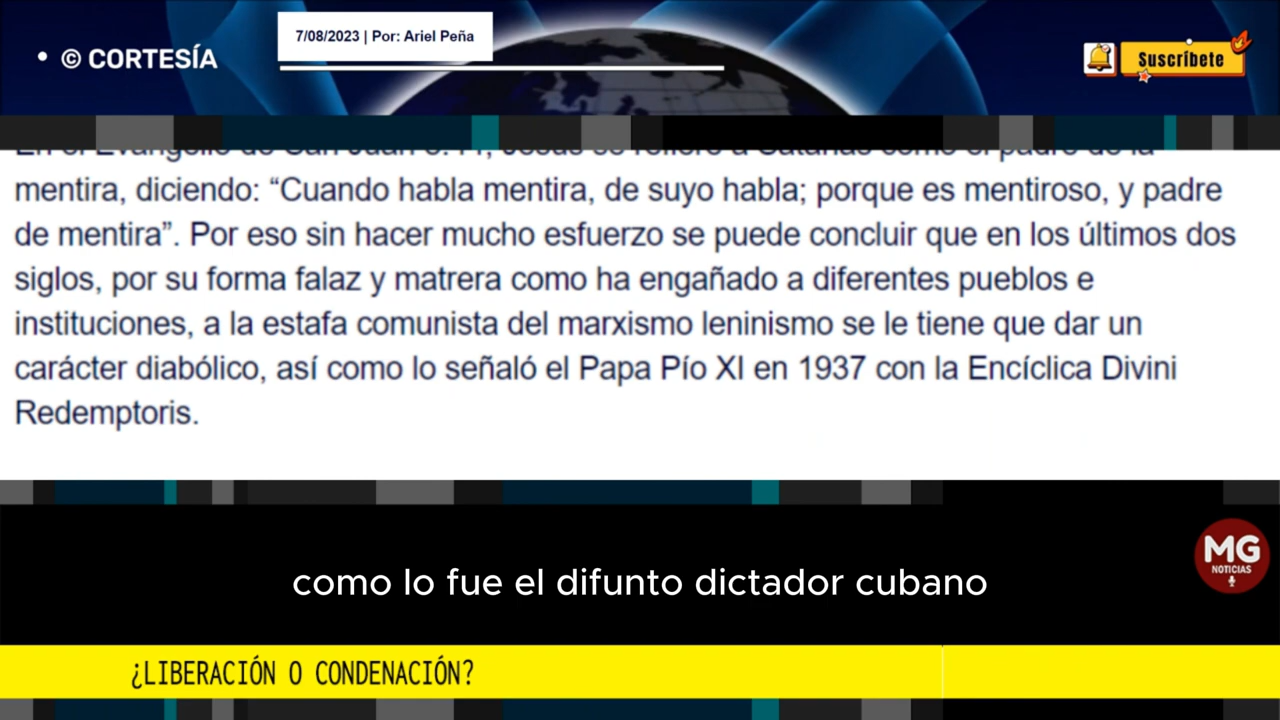 7/08/2023 | Por: Ariel Peña
• © CORTESÍA
Suscríbete
mentira, diciendo: “Cuando habla mentira, de suyo habla; porque es mentiroso, y padre
de mentira”. Por eso sin hacer mucho esfuerzo se puede concluir que en los últimos dos
siglos, por su forma falaz y matrera como ha engañado a diferentes pueblos e
instituciones, a la estafa comunista del marxismo leninismo se le tiene que dar un
carácter diabólico, así como lo señaló el Papa Pío XI en 1937 con la Encíclica Divini
Redemptoris.
MG
NOTICIAS
como lo fue el difunto dictador cubano
¿LIBERACIÓN O CONDENACIÓN?